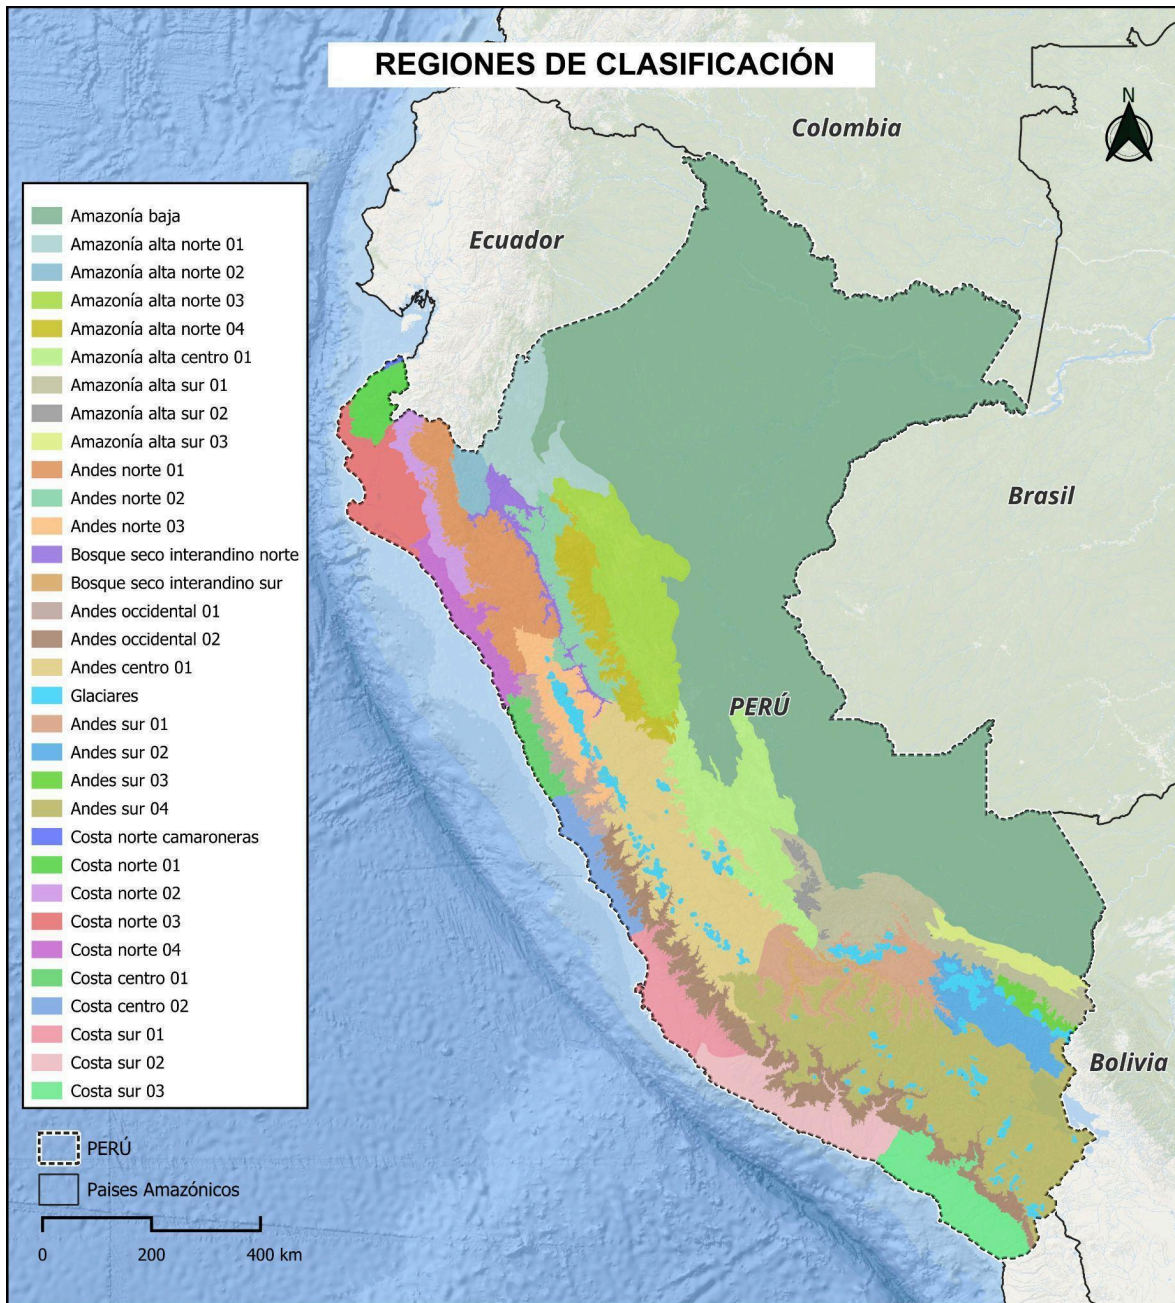 REGIONES DE CLASIFICACIÓN
N
Colombia
Ecuador
Brasil
PERÚ
Bolivia
Amazonía baja
Amazonía alta norte 01
Amazonía alta norte 02
Amazonía alta norte 03
Amazonía alta norte 04
Amazonía alta centro 01
Amazonía alta sur 01
Amazonía alta sur 02
Amazonía alta sur 03
Andes norte 01
Andes norte 02
Andes norte 03
Bosque seco interandino norte
Bosque seco interandino sur
Andes occidental 01
Andes occidental 02
Andes centro 01
Glaciares
Andes sur 01
Andes sur 02
Andes sur 03
Andes sur 04
Costa norte camaroneras
Costa norte 01
Costa norte 02
Costa norte 03
Costa norte 04
Costa centro 01
Costa centro 02
Costa sur 01
Costa sur 02
Costa sur 03
PERÚ
Paises Amazónicos
0 200 400 km